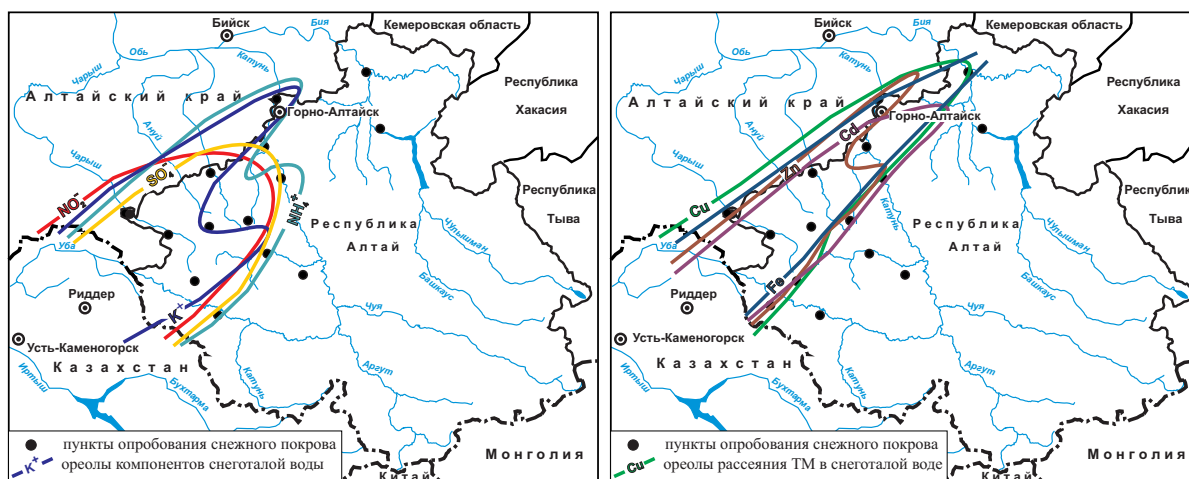 Кемеровская область
Бийск
Бия
Обь
Катунь
Чарыш
Республика
Хакасия
Алтайский край
Горно-Алтайск
Ануй
Чарыш
SO₄⁻
NO₃⁻
NH₄⁺
Республика
Тыва
Республика
Алтай
Чулышман
Уба
Башкаус
Риддер
K⁺
Чуя
Усть-Каменогорск
Казахстан
Аргут
Иртыш
Бухтарма
Катунь
Монголия
Китай
пункты опробования снежного покрова
K⁺ ореолы компонентов снеготалой воды
Кемеровская область
Бийск
Бия
Обь
Катунь
Чарыш
Республика
Хакасия
Алтайский край
Горно-Алтайск
Cd
Ануй
Чарыш
Zn
Республика
Тыва
Cu
Катунь
Республика
Алтай
Чулышман
Уба
Башкаус
Fe
Риддер
Чуя
Усть-Каменогорск
Казахстан
Аргут
Иртыш
Бухтарма
Катунь
Монголия
Китай
пункты опробования снежного покрова
Cu ореолы рассеяния ТМ в снеготалой воде